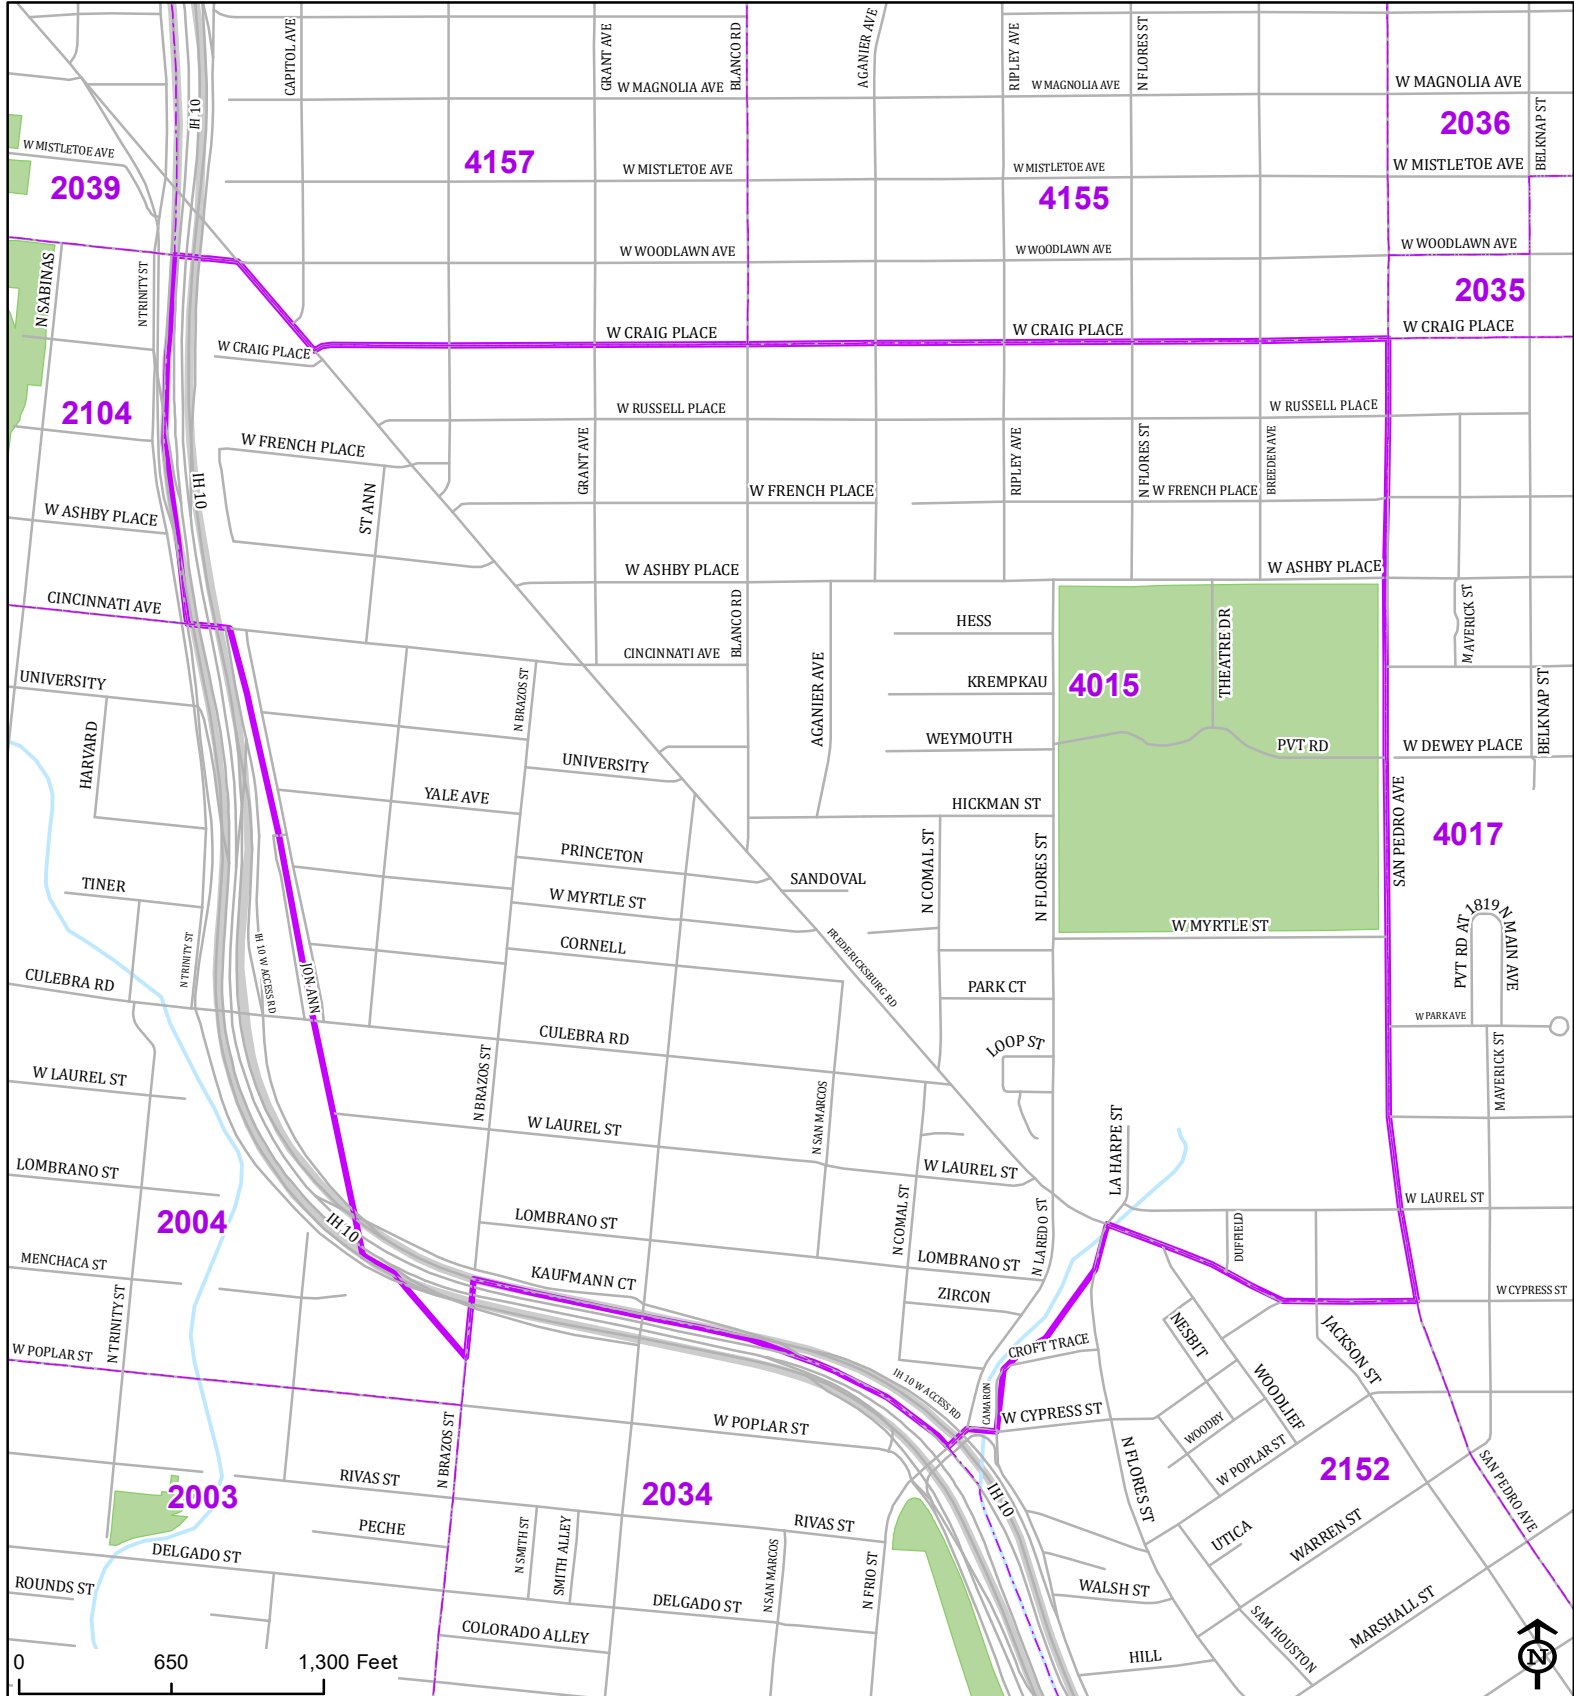 CAPITOL AVE
GRANT AVE
BLANCO RD
AGANIER AVE
RIPLEY AVE
N FLORES ST
W MAGNOLIA AVE
W MAGNOLIA AVE
W MAGNOLIA AVE
IH 10
2036
BELKNAP ST
W MISTLETOE AVE
4157
W MISTLETOE AVE
W MISTLETOE AVE
W MISTLETOE AVE
2039
4155
N SABINAS
N TRINITY ST
W WOODLAWN AVE
W WOODLAWN AVE
W WOODLAWN AVE
2035
W CRAIG PLACE
W CRAIG PLACE
W CRAIG PLACE
W CRAIG PLACE
2104
W RUSSELL PLACE
W RUSSELL PLACE
W FRENCH PLACE
GRANT AVE
RIPLEY AVE
N FLORES ST
BREEDEN AVE
IH 10
ST ANN
W FRENCH PLACE
W FRENCH PLACE
W ASHBY PLACE
W ASHBY PLACE
W ASHBY PLACE
CINCINNATI AVE
BLANCO RD
HESS
THEATRE DR
MAVERICK ST
CINCINNATI AVE
AGANIER AVE
UNIVERSITY
N BRAZOS ST
KREMPKAU
4015
BELKNAP ST
HARVARD
WEYMOUTH
PVT RD
W DEWEY PLACE
UNIVERSITY
YALE AVE
HICKMAN ST
SAN PEDRO AVE
4017
PRINCETON
N COMAL ST
N FLORES ST
TINER
SANDOVAL
W MYRTLE ST
W MYRTLE ST
PVT RD AT 1819 N MAIN AVE
N TRINITY ST
IH 10 W ACCESS RD
JON ANN
CORNELL
FREDERICKSBURG RD
CULEBRA RD
PARK CT
W PARK AVE
CULEBRA RD
LOOP ST
W LAUREL ST
N BRAZOS ST
N SAN MARCOS
MAVERICK ST
W LAUREL ST
LA HARPE ST
LOMBRANO ST
W LAUREL ST
W LAUREL ST
2004
LOMBRANO ST
N COMAL ST
N LAREDO ST
DUFFIELD
IH 10
MENCHACA ST
KAUFMANN CT
LOMBRANO ST
W CYPRESS ST
N TRINITY ST
ZIRCON
NESBIT
JACKSON ST
W POPLAR ST
CROFT TRACE
IH 10 W ACCESS RD
CAMARON
WOODLIEF
W POPLAR ST
W CYPRESS ST
WOODBY
N BRAZOS ST
N FLORES ST
W POPLAR ST
2152
SAN PEDRO AVE
RIVAS ST
2003
2034
IH 10
PECHE
N SMITH ST
SMITH ALLEY
RIVAS ST
UTICA
WARREN ST
DELGADO ST
N SAN MARCOS
N FRIO ST
ROUNDS ST
DELGADO ST
WALSH ST
MARSHALL ST
COLORADO ALLEY
SAM HOUSTON
HILL
0 650 1,300 Feet
N